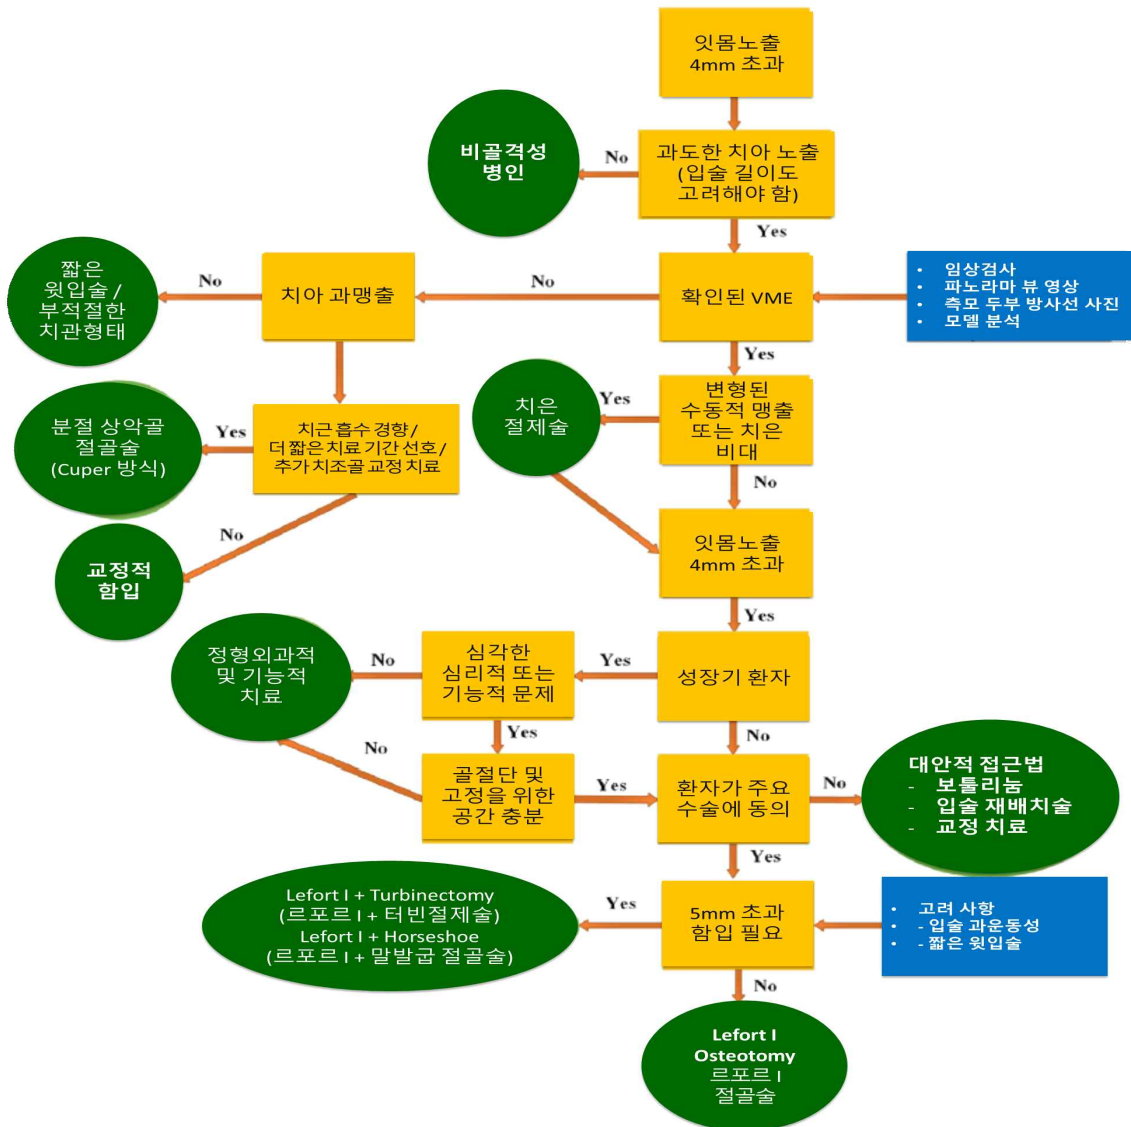 잇몸노출
4mm 초과
비골격성
병인
No
과도한 치아 노출
(입술 길이도
고려해야 함)
Yes
짧은
윗입술 /
부적절한
치관형태
No
치아 과맹출
No
확인된 VME
• 임상검사
• 파노라마 뷰 영상
• 측모 두부 방사선 사진
• 모델 분석
Yes
치은
절제술
Yes
변형된
수동적 맹출
또는 치은
비대
분절 상악골
절골술
(Cuper 방식)
Yes
치근 흡수 경향 /
더 짧은 치료 기간 선호 /
추가 치조골 교정 치료
No
No
교정적
함입
잇몸노출
4mm 초과
Yes
정형외과적
및 기능적
치료
No
심각한
심리적 또는
기능적 문제
Yes
성장기 환자
Yes
No
No
골절단 및
고정을 위한
공간 충분
Yes
환자가 주요
수술에 동의
No
대안적 접근법
- 보툴리눔
- 입술 재배치술
- 교정 치료
Yes
Lefort I + Turbinectomy
(르포르 I + 터빈절제술)
Lefort I + Horseshoe
(르포르 I + 말발굽 절골술)
Yes
5mm 초과
함입 필요
• 고려 사항
• - 입술 과운동성
• - 짧은 윗입술
No
Lefort I
Osteotomy
르포르 I
절골술